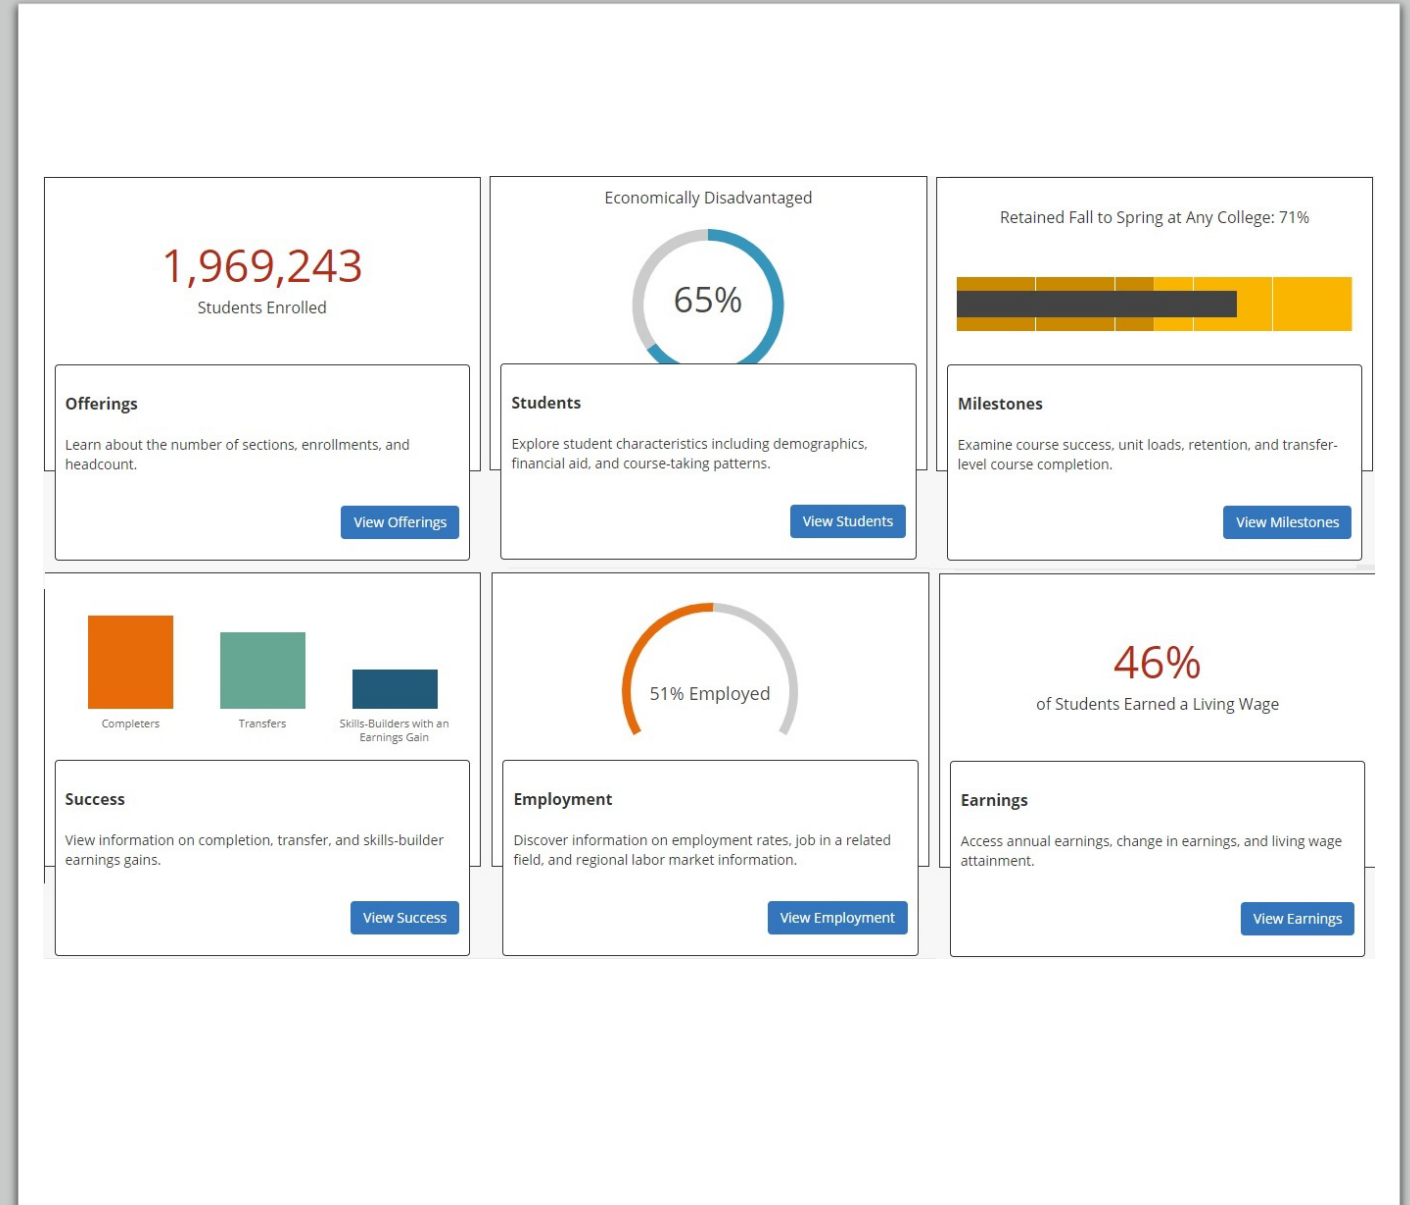 1,969,243
Students Enrolled
Offerings
Learn about the number of sections, enrollments, and
headcount.
View Offerings
Economically Disadvantaged
65%
Students
Explore student characteristics including demographics,
financial aid, and course-taking patterns.
View Students
Retained Fall to Spring at Any College: 71%
Milestones
Examine course success, unit loads, retention, and transfer-
level course completion.
View Milestones
Completers
Transfers
Skills-Builders with an
Earnings Gain
Success
View information on completion, transfer, and skills-builder
earnings gains.
View Success
51% Employed
Employment
Discover information on employment rates, job in a related
field, and regional labor market information.
View Employment
46%
of Students Earned a Living Wage
Earnings
Access annual earnings, change in earnings, and living wage
attainment.
View Earnings